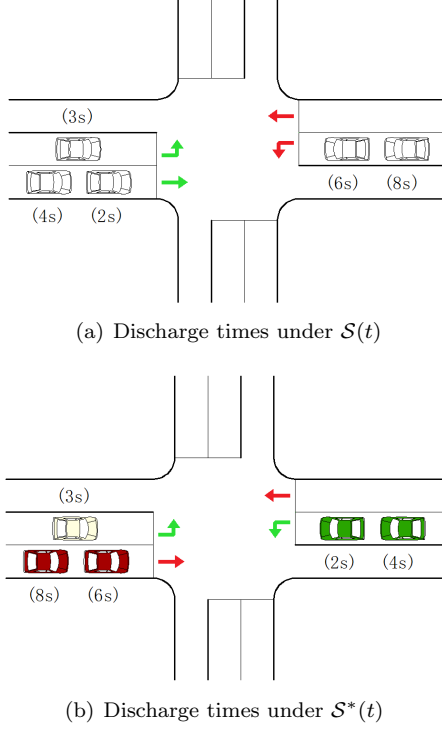 (3s)
(4s) (2s)
(6s) (8s)
(a) Discharge times under S(t)
(3s)
(8s) (6s)
(2s) (4s)
(b) Discharge times under S*(t)